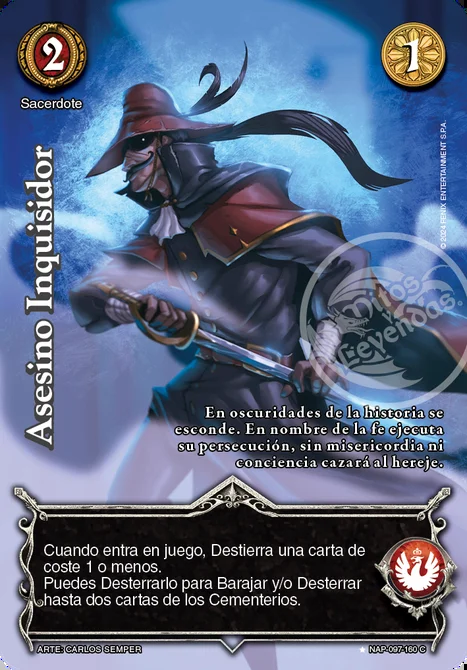 2
1
Sacerdote
Asesino Inquisidor
© 2024 FENIX ENTERTAINMENT S.P.A.
Mitos
y
Leyendas.
En oscuridades de la historia se
esconde. En nombre de la fe ejecuta
su persecución, sin misericordia ni
conciencia cazará al hereje.
Cuando entra en juego, Destierra una carta de
coste 1 o menos.
Puedes Desterrarlo para Barajar y/o Desterrar
hasta dos cartas de los Cementerios.
ARTE: CARLOS SEMPER
★ NAP-097-160 C